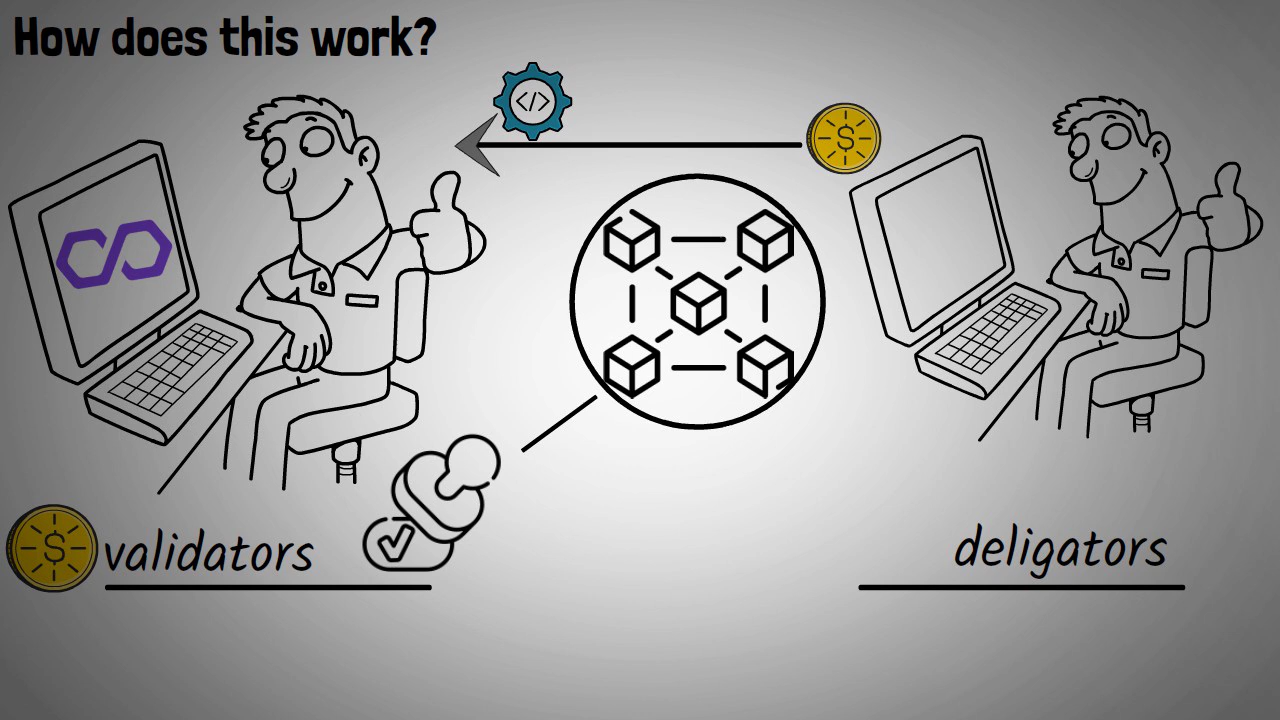 How does this work?
$
</>
$
validators
deligators